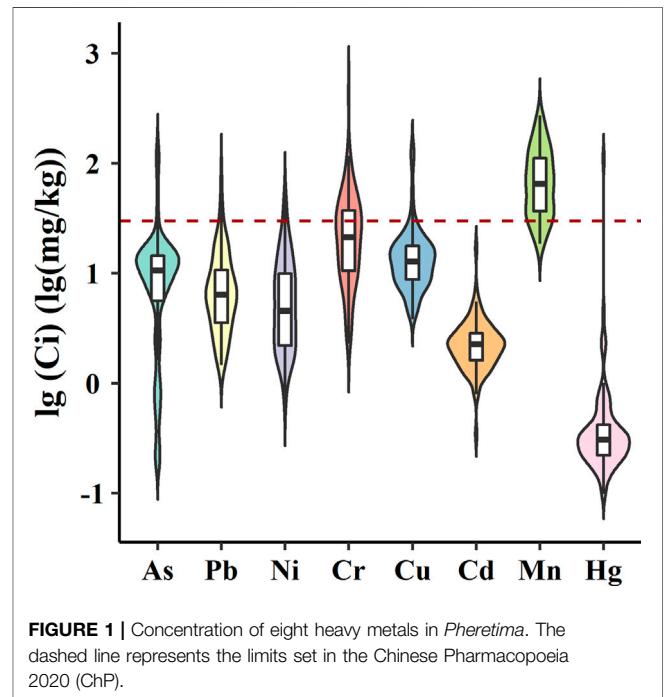 lg (Ci) (lg(mg/kg))
3
2
1
0
-1
As Pb Ni Cr Cu Cd Mn Hg
FIGURE 1 | Concentration of eight heavy metals in Pheretima. The
dashed line represents the limits set in the Chinese Pharmacopoeia
2020 (ChP).